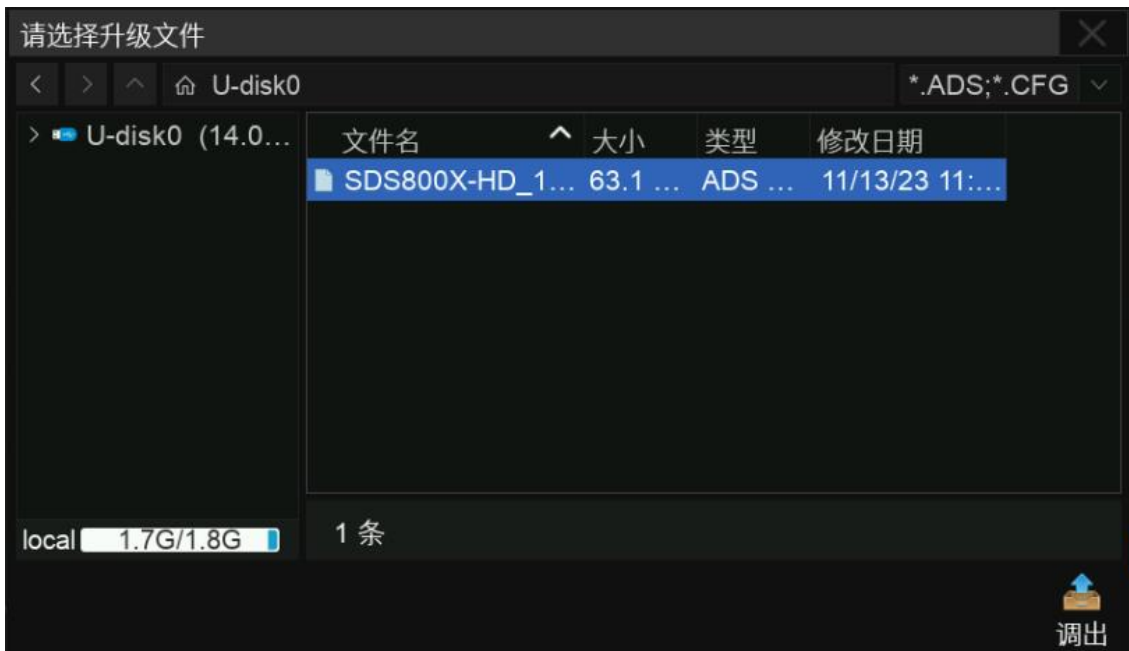 请选择升级文件
U-disk0 *.ADS;*.CFG
U-disk0 (14.0...
文件名 大小 类型 修改日期
SDS800X-HD_1... 63.1 ... ADS ... 11/13/23 11:...
local 1.7G/1.8G
1 条
调出